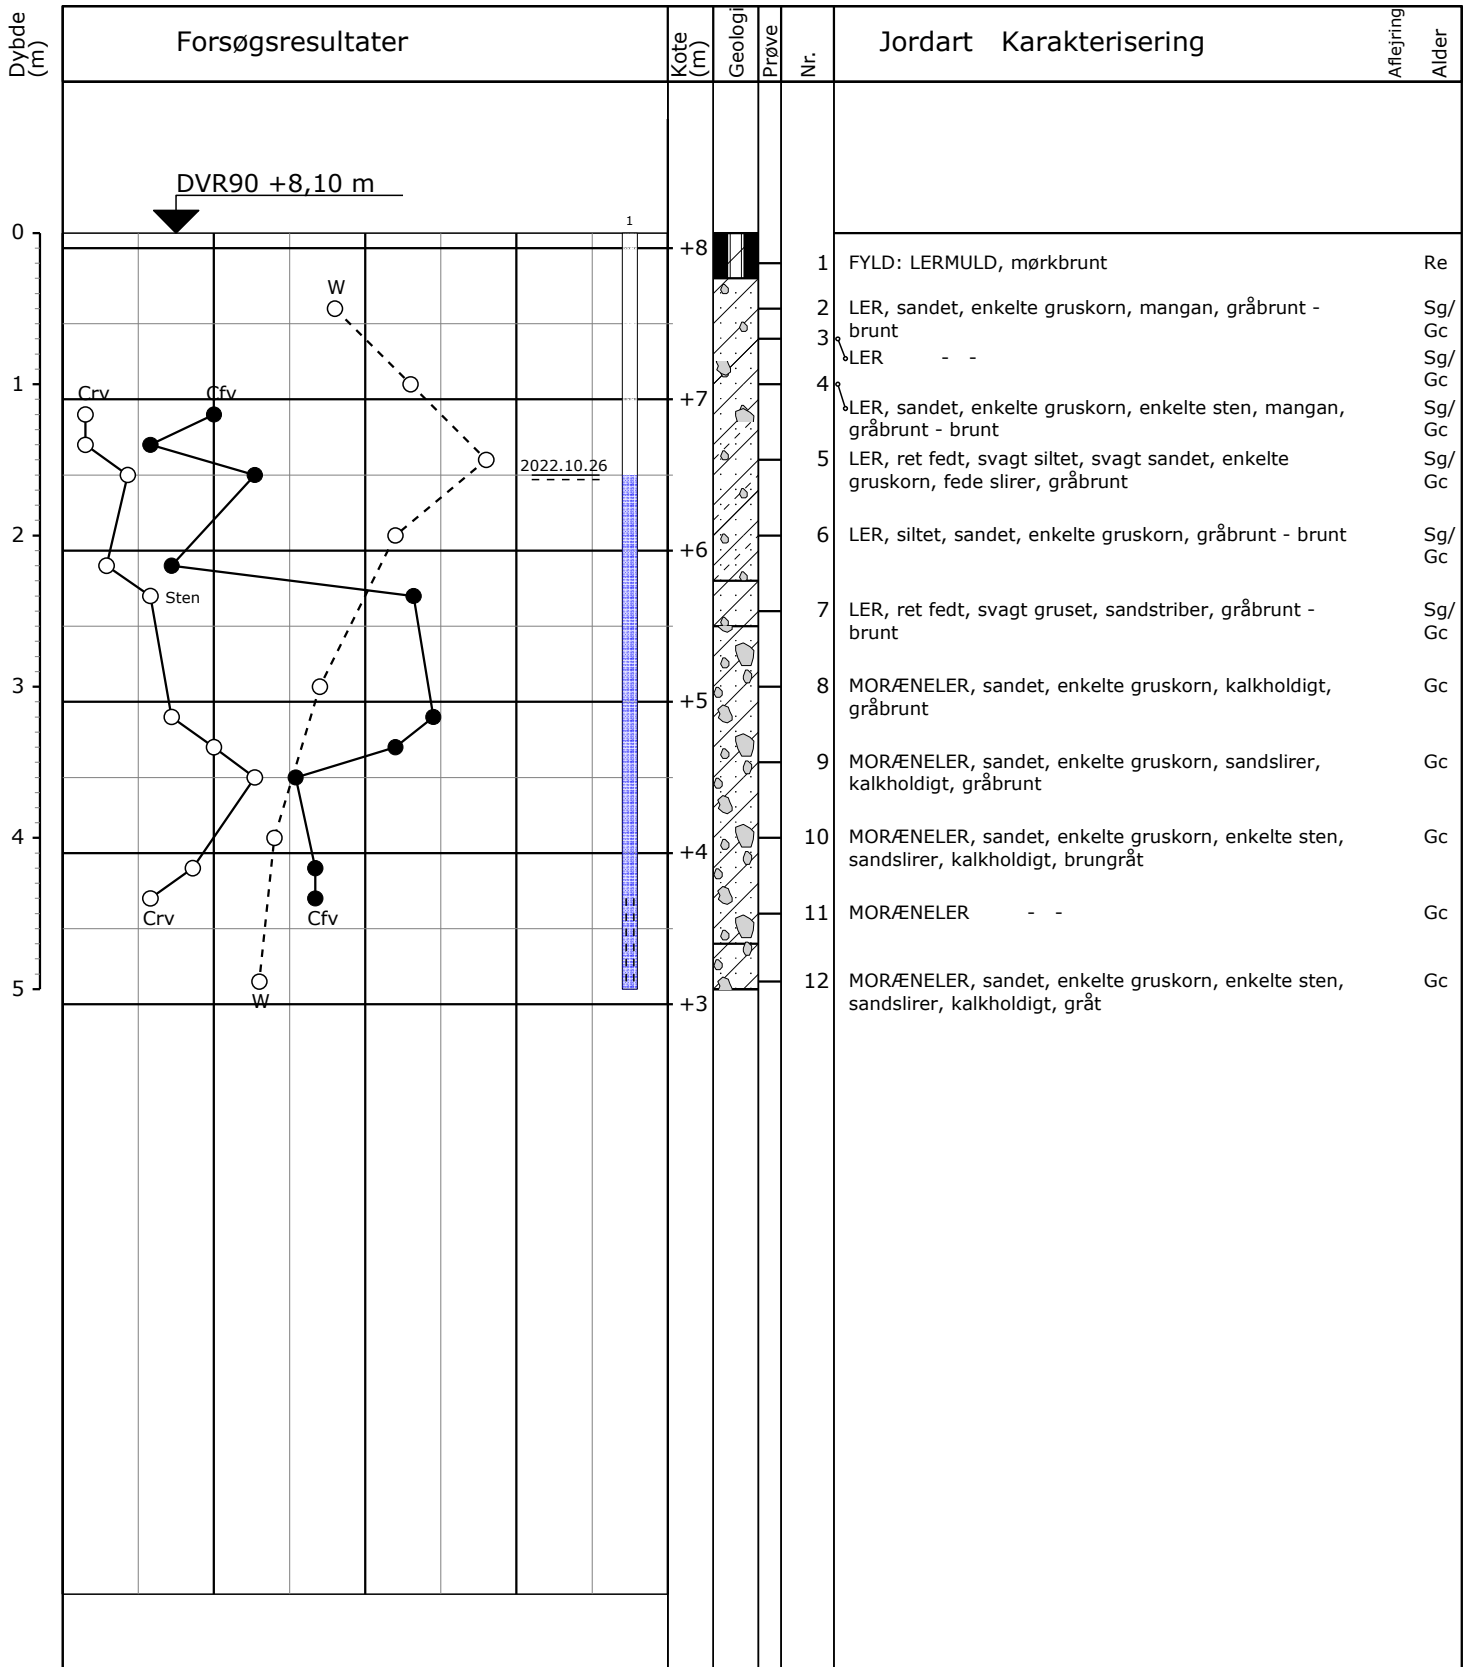 Dybde (m)
Forsøgsresultater
Kote (m)
Geologi
Prøve
Nr.
Jordart Karakterisering
Aflejring
Alder
DVR90 +8,10 m
1
0
1
2
3
4
5
+8
+7
+6
+5
+4
+3
W
Crv
Cfv
2022.10.26
Sten
Crv
Cfv
W
1 FYLD: LERMULD, mørkbrunt Re
2 LER, sandet, enkelte gruskorn, mangan, gråbrunt - Sg/
brunt Gc
3
LER - - Sg/
Gc
4
LER, sandet, enkelte gruskorn, enkelte sten, mangan, Sg/
gråbrunt - brunt Gc
5 LER, ret fedt, svagt siltet, svagt sandet, enkelte Sg/
gruskorn, fede slirer, gråbrunt Gc
6 LER, siltet, sandet, enkelte gruskorn, gråbrunt - brunt Sg/
Gc
7 LER, ret fedt, svagt gruset, sandstriber, gråbrunt - Sg/
brunt Gc
8 MORÆNELER, sandet, enkelte gruskorn, kalkholdigt, Gc
gråbrunt
9 MORÆNELER, sandet, enkelte gruskorn, sandslirer, Gc
kalkholdigt, gråbrunt
10 MORÆNELER, sandet, enkelte gruskorn, enkelte sten, Gc
sandslirer, kalkholdigt, brungråt
11 MORÆNELER - - Gc
12 MORÆNELER, sandet, enkelte gruskorn, enkelte sten, Gc
sandslirer, kalkholdigt, gråt